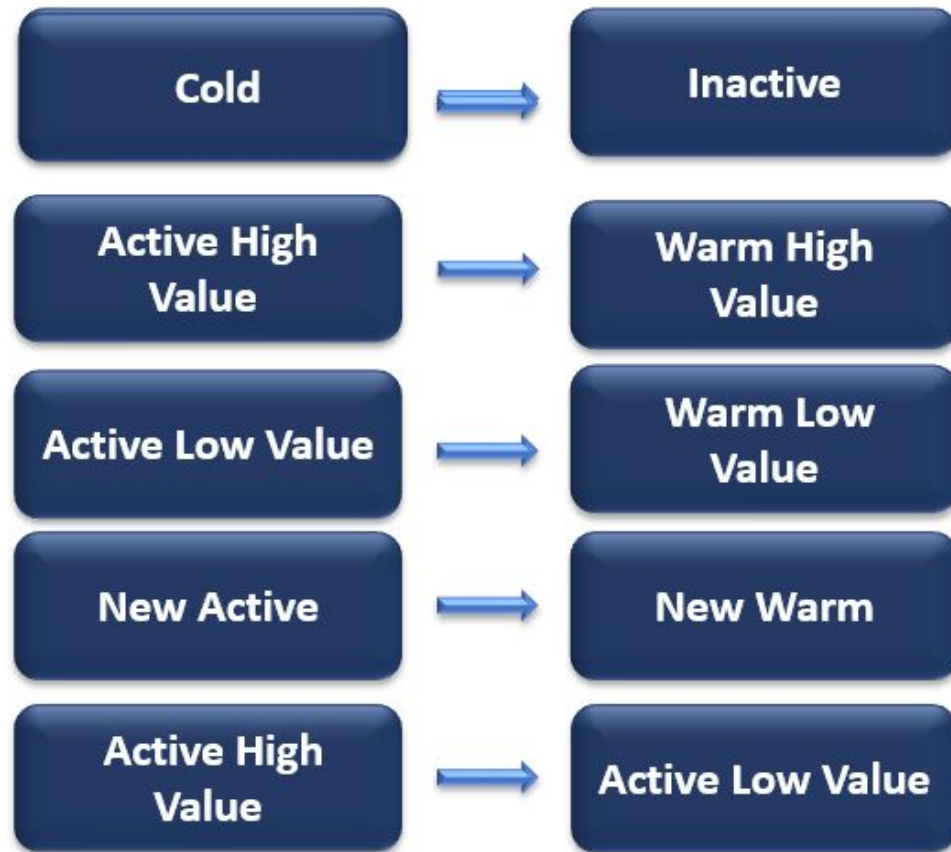 Cold
Inactive
Active High
Value
Warm High
Value
Active Low Value
Warm Low
Value
New Active
New Warm
Active High
Value
Active Low Value